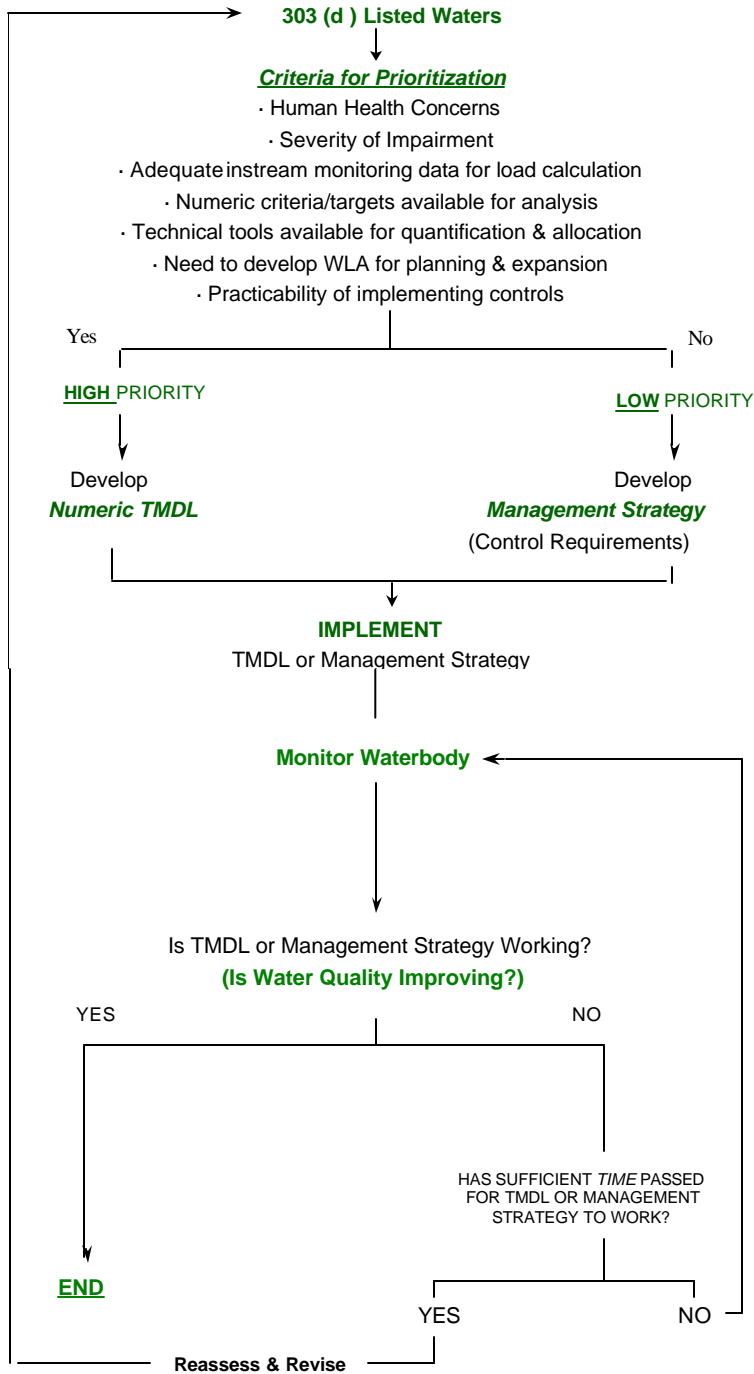 303 (d ) Listed Waters
Criteria for Prioritization
· Human Health Concerns
· Severity of Impairment
· Adequate instream monitoring data for load calculation
· Numeric criteria/targets available for analysis
· Technical tools available for quantification & allocation
· Need to develop WLA for planning & expansion
· Practicability of implementing controls
Yes
No
HIGH PRIORITY
LOW PRIORITY
Develop
Numeric TMDL
Develop
Management Strategy
(Control Requirements)
IMPLEMENT
TMDL or Management Strategy
Monitor Waterbody
Is TMDL or Management Strategy Working?
(Is Water Quality Improving?)
YES
NO
HAS SUFFICIENT TIME PASSED
FOR TMDL OR MANAGEMENT
STRATEGY TO WORK?
END
YES
NO
Reassess & Revise